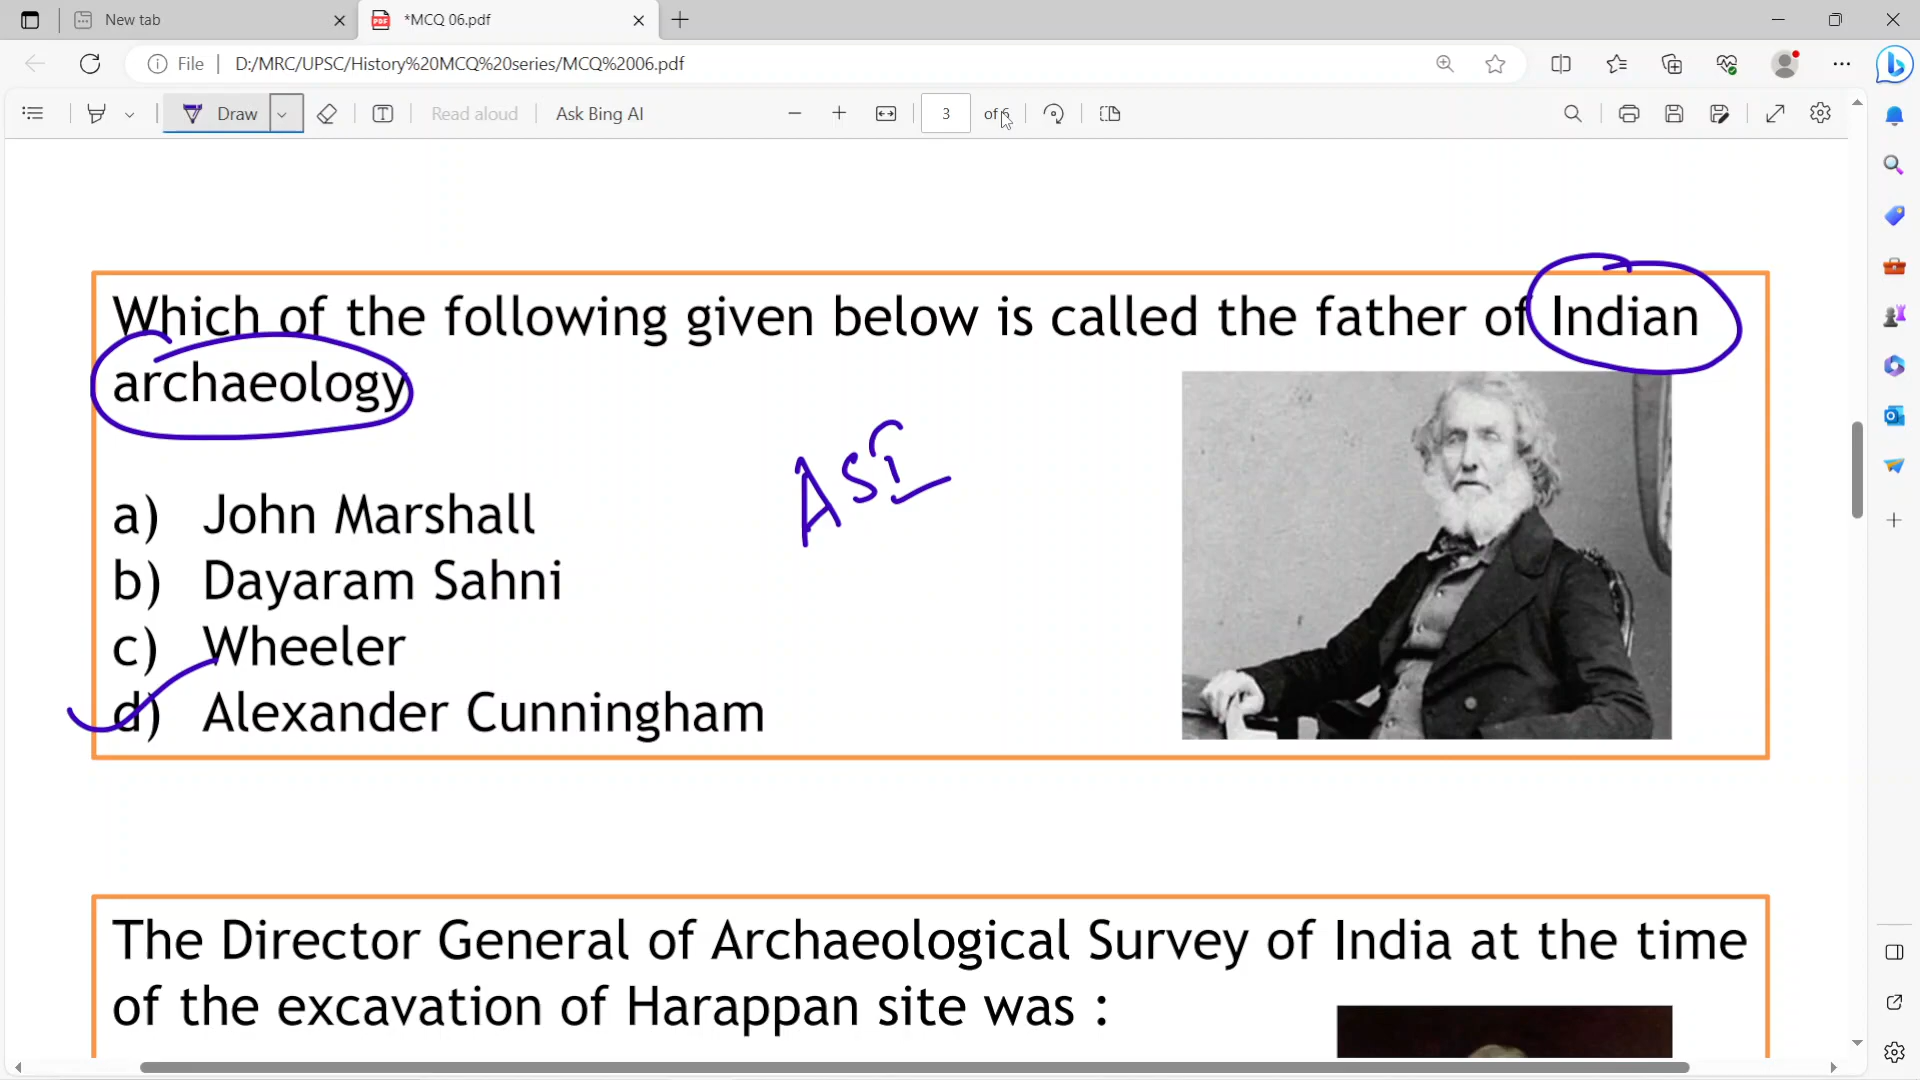 New tab
*MCQ 06.pdf
File
D:/MRC/UPSC/History%20MCQ%20series/MCQ%2006.pdf
Draw
Read aloud
Ask Bing AI
3
of 6
Which of the following given below is called the father of Indian
archaeology
ASI
a) John Marshall
b) Dayaram Sahni
c) Wheeler
d) Alexander Cunningham
The Director General of Archaeological Survey of India at the time
of the excavation of Harappan site was :